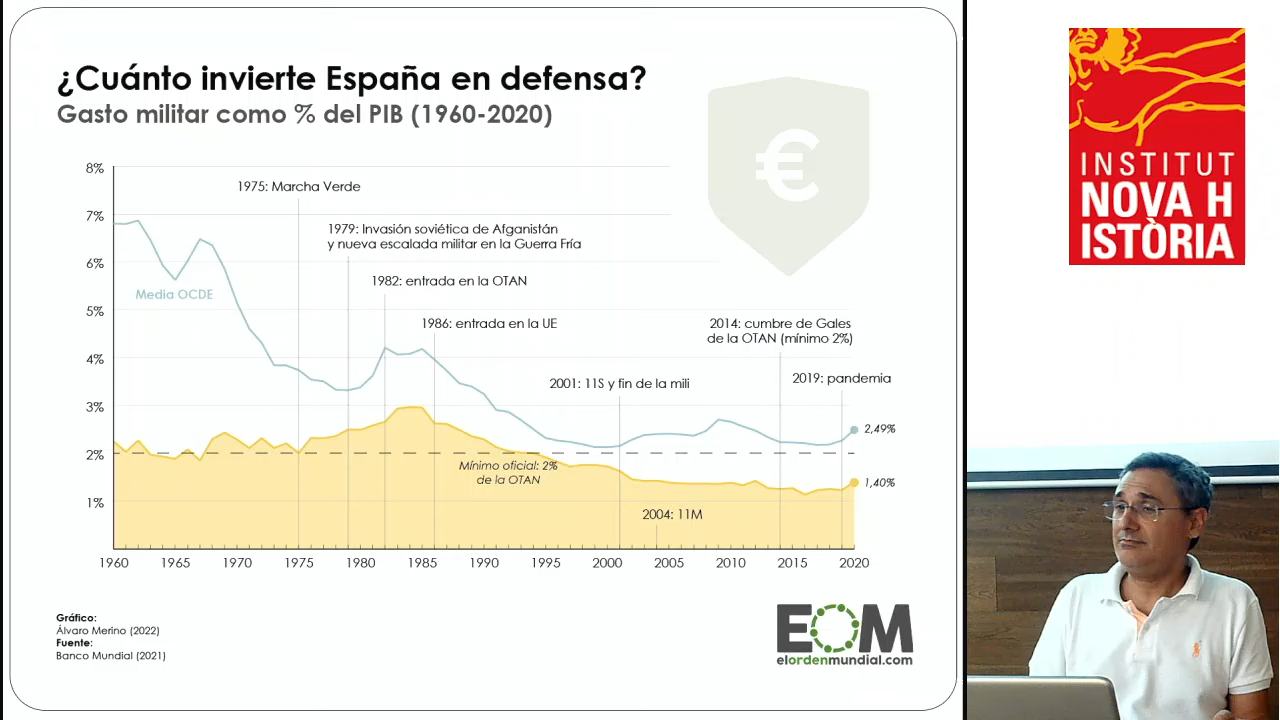 ¿Cuánto invierte España en defensa?
Gasto militar como % del PIB (1960-2020)
8%
7%
6%
5%
4%
3%
2%
1%
1975: Marcha Verde
1979: Invasión soviética de Afganistán
y nueva escalada militar en la Guerra Fría
1982: entrada en la OTAN
Media OCDE
1986: entrada en la UE
2014: cumbre de Gales
de la OTAN (mínimo 2%)
2001: 11S y fin de la mili
2019: pandemia
2,49%
Mínimo oficial: 2%
de la OTAN
1,40%
2004: 11M
1960 1965 1970 1975 1980 1985 1990 1995 2000 2005 2010 2015 2020
Gráfico:
Álvaro Merino (2022)
Fuente:
Banco Mundial (2021)
EOM
elordenmundial.com
€
INSTITUT
NOVA H
ISTÒRIA